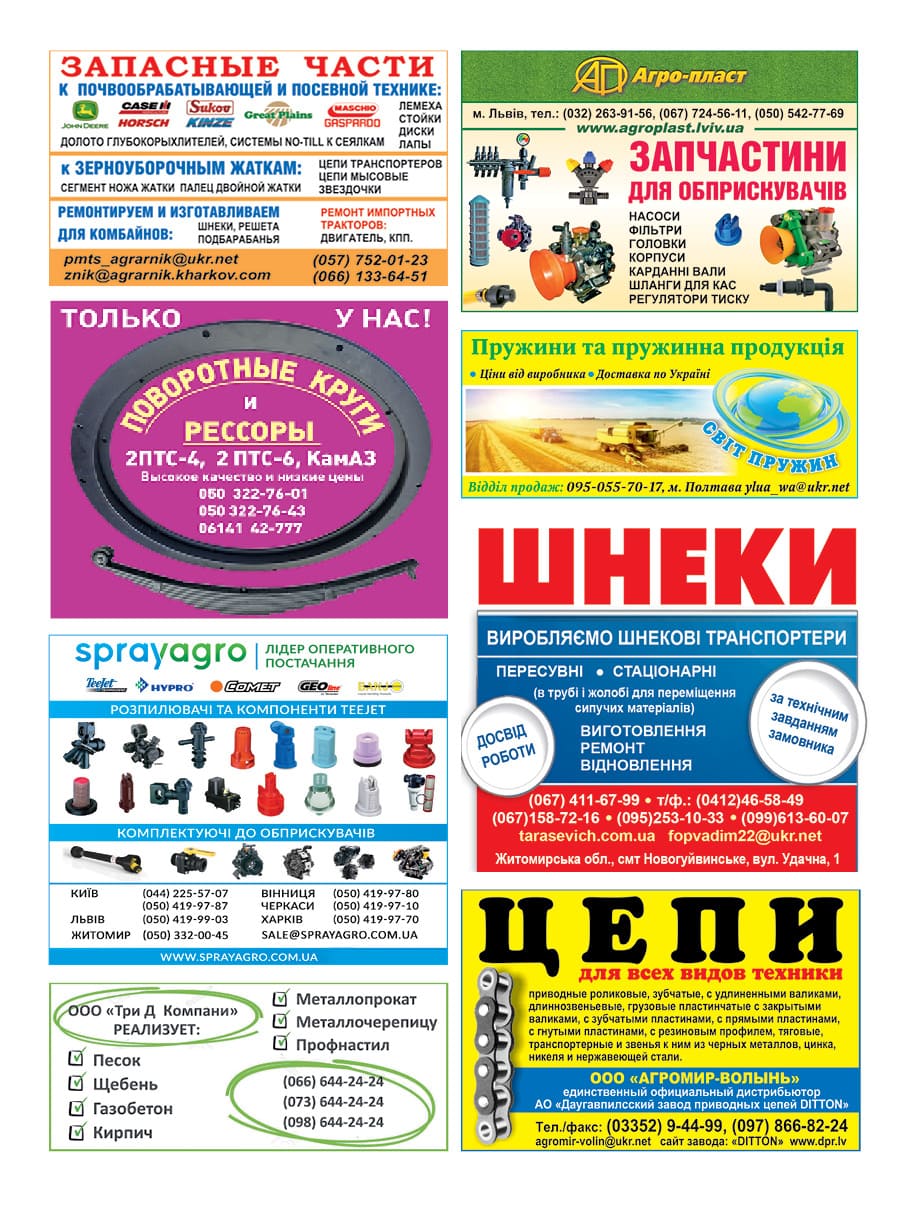 ЗАПАСНЫЕ ЧАСТИ
К ПОЧВООБРАБАТЫВАЮЩЕЙ И ПОСЕВНОЙ ТЕХНИКЕ:
JOHN DEERE
CASE IH
HORSCH
Sukov
KINZE
Great Plains
MASCHIO
GASPARDO
ЛЕМЕХА
СТОЙКИ
ДИСКИ
ЛАПЫ
ДОЛОТО ГЛУБОКОРЫХЛИТЕЛЕЙ, СИСТЕМЫ NO-TILL К СЕЯЛКАМ
к ЗЕРНОУБОРОЧНЫМ ЖАТКАМ:
СЕГМЕНТ НОЖА ЖАТКИ ПАЛЕЦ ДВОЙНОЙ ЖАТКИ
ЦЕПИ ТРАНСПОРТЕРОВ
ЦЕПИ МЫСОВЫЕ
ЗВЕЗДОЧКИ
РЕМОНТИРУЕМ И ИЗГОТАВЛИВАЕМ
ДЛЯ КОМБАЙНОВ:
ШНЕКИ, РЕШЕТА
ПОДБАРАБАНЬЯ
РЕМОНТ ИМПОРТНЫХ
ТРАКТОРОВ:
ДВИГАТЕЛЬ, КПП.
pmts_agrarnik@ukr.net
znik@agrarnik.kharkov.com
(057) 752-01-23
(066) 133-64-51
ТОЛЬКО У НАС!
ПОВОРОТНЫЕ КРУГИ
и
РЕССОРЫ
2ПТС-4, 2 ПТС-6, КамАЗ
Высокое качество и низкие цены
050 322-76-01
050 322-76-43
06141 42-777
sprayagro
ЛІДЕР ОПЕРАТИВНОГО
ПОСТАЧАННЯ
TeeJet
HYPRO
COMET
GEOline
РОЗПИЛЮВАЧІ ТА КОМПОНЕНТИ TEEJET
КОМПЛЕКТУЮЧІ ДО ОБПРИСКУВАЧІВ
КИЇВ (044) 225-57-07
(050) 419-97-87
ЛЬВІВ (050) 419-99-03
ЖИТОМИР (050) 332-00-45
ВІННИЦЯ (050) 419-97-80
ЧЕРКАСИ (050) 419-97-10
ХАРКІВ (050) 419-97-70
SALE@SPRAYAGRO.COM.UA
WWW.SPRAYAGRO.COM.UA
ООО «Три Д Компани»
РЕАЛИЗУЕТ:
Песок
Щебень
Газобетон
Кирпич
Металлопрокат
Металлочерепицу
Профнастил
(066) 644-24-24
(073) 644-24-24
(098) 644-24-24
АП Агро-пласт
м. Львів, тел.: (032) 263-91-56, (067) 724-56-11, (050) 542-77-69
www.agroplast.lviv.ua
ЗАПЧАСТИНИ
ДЛЯ ОБПРИСКУВАЧІВ
НАСОСИ
ФІЛЬТРИ
ГОЛОВКИ
КОРПУСИ
КАРДАННІ ВАЛИ
ШЛАНГИ ДЛЯ КАС
РЕГУЛЯТОРИ ТИСКУ
Пружини та пружинна продукція
• Ціни від виробника • Доставка по Україні
СВІТ ПРУЖИН
Відділ продаж: 095-055-70-17, м. Полтава ylua_wa@ukr.net
ШНЕКИ
ВИРОБЛЯЄМО ШНЕКОВІ ТРАНСПОРТЕРИ
ПЕРЕСУВНІ • СТАЦІОНАРНІ
(в трубі і жолобі для переміщення
сипучих матеріалів)
ВИГОТОВЛЕННЯ
РЕМОНТ
ВІДНОВЛЕННЯ
ДОСВІД
РОБОТИ
за технічним
завданням
замовника
(067) 411-67-99 • т/ф.: (0412)46-58-49
(067)158-72-16 • (095)253-10-33 • (099)613-60-07
tarasevich.com.ua fopvadim22@ukr.net
Житомирська обл., смт Новогуйвинське, вул. Удачна, 1
ЦЕПИ
для всех видов техники
приводные роликовые, зубчатые, с удлиненными валиками,
длиннозвеньевые, грузовые пластинчатые с закрытыми
валиками, с зубчатыми пластинами, с прямыми пластинами,
с гнутыми пластинами, с резиновым профилем, тяговые,
транспортерные и звенья к ним из черных металлов, цинка,
никеля и нержавеющей стали.
ООО «АГРОМИР-ВОЛЫНЬ»
единственный официальный дистрибьютор
АО «Даугавпилсский завод приводных цепей DITTON»
Тел./факс: (03352) 9-44-99, (097) 866-82-24
agromir-volin@ukr.net сайт завода: «DITTON» www.dpr.lv